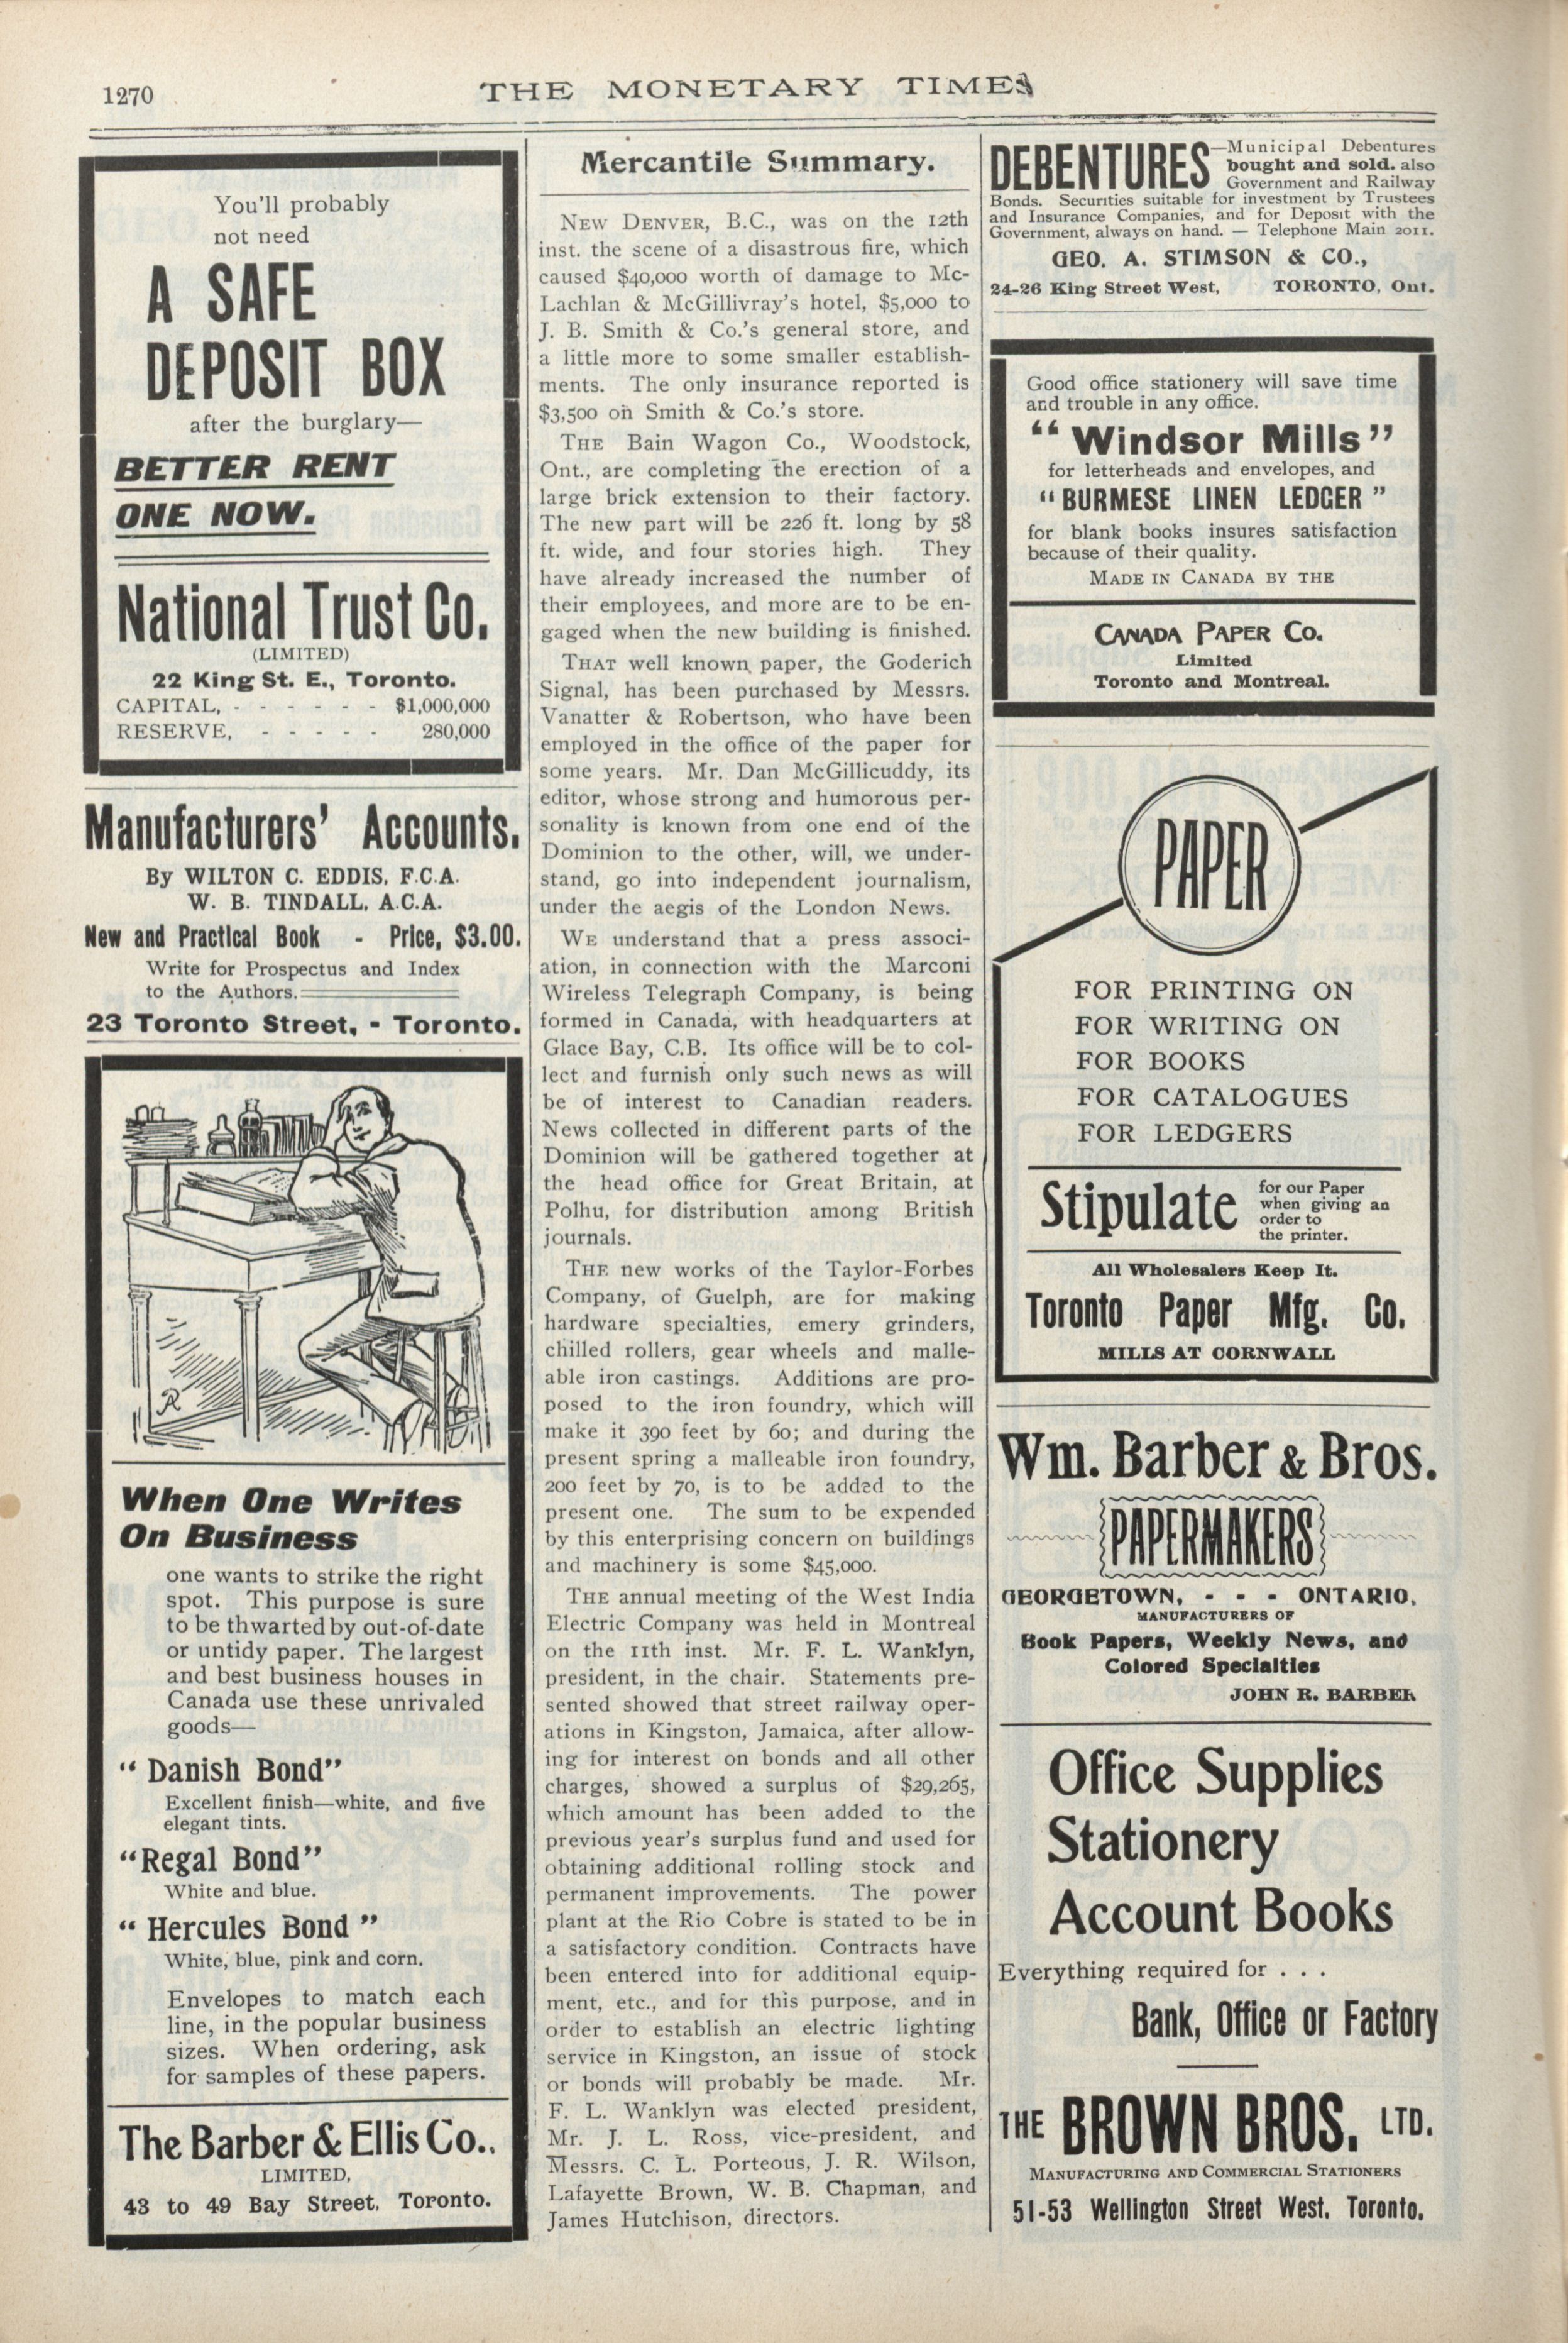 1270
THE MONETARY TIMES
You'll probably
not need
A SAFE
DEPOSIT BOX
after the burglary—
BETTER RENT
ONE NOW.
National Trust Co.
(LIMITED)
22 King St. E., Toronto.
CAPITAL, - - - - - - $1,000,000
RESERVE, - - - - - 280,000
Manufacturers' Accounts.
By WILTON C. EDDIS, F.C.A.
W. B. TINDALL, A.C.A.
New and Practical Book - Price, $3.00.
Write for Prospectus and Index
to the Authors.
23 Toronto Street, - Toronto.
When One Writes
On Business
one wants to strike the right
spot. This purpose is sure
to be thwarted by out-of-date
or untidy paper. The largest
and best business houses in
Canada use these unrivaled
goods—
"Danish Bond"
Excellent finish—white, and five
elegant tints.
"Regal Bond"
White and blue.
"Hercules Bond"
White, blue, pink and corn.
Envelopes to match each
line, in the popular business
sizes. When ordering, ask
for samples of these papers.
The Barber & Ellis Co.,
LIMITED,
43 to 49 Bay Street, Toronto.
Mercantile Summary.
NEW DENVER, B.C., was on the 12th
inst. the scene of a disastrous fire, which
caused $40,000 worth of damage to Mc-
Lachlan & McGillivray's hotel, $5,000 to
J. B. Smith & Co.'s general store, and
a little more to some smaller establish-
ments. The only insurance reported is
$3,500 on Smith & Co.'s store.
THE Bain Wagon Co., Woodstock,
Ont., are completing the erection of a
large brick extension to their factory.
The new part will be 226 ft. long by 58
ft. wide, and four stories high. They
have already increased the number of
their employees, and more are to be en-
gaged when the new building is finished.
THAT well known paper, the Goderich
Signal, has been purchased by Messrs.
Vanatter & Robertson, who have been
employed in the office of the paper for
some years. Mr. Dan McGillicuddy, its
editor, whose strong and humorous per-
sonality is known from one end of the
Dominion to the other, will, we under-
stand, go into independent journalism,
under the aegis of the London News.
WE understand that a press associ-
ation, in connection with the Marconi
Wireless Telegraph Company, is being
formed in Canada, with headquarters at
Glace Bay, C.B. Its office will be to col-
lect and furnish only such news as will
be of interest to Canadian readers.
News collected in different parts of the
Dominion will be gathered together at
the head office for Great Britain, at
Polhu, for distribution among British
journals.
THE new works of the Taylor-Forbes
Company, of Guelph, are for making
hardware specialties, emery grinders,
chilled rollers, gear wheels and malle-
able iron castings. Additions are pro-
posed to the iron foundry, which will
make it 390 feet by 60; and during the
present spring a malleable iron foundry,
200 feet by 70, is to be added to the
present one. The sum to be expended
by this enterprising concern on buildings
and machinery is some $45,000.
THE annual meeting of the West India
Electric Company was held in Montreal
on the 11th inst. Mr. F. L. Wanklyn,
president, in the chair. Statements pre-
sented showed that street railway oper-
ations in Kingston, Jamaica, after allow-
ing for interest on bonds and all other
charges, showed a surplus of $29,265,
which amount has been added to the
previous year's surplus fund and used for
obtaining additional rolling stock and
permanent improvements. The power
plant at the Rio Cobre is stated to be in
a satisfactory condition. Contracts have
been entered into for additional equip-
ment, etc., and for this purpose, and in
order to establish an electric lighting
service in Kingston, an issue of stock
or bonds will probably be made. Mr.
F. L. Wanklyn was elected president,
Mr. J. L. Ross, vice-president, and
Messrs. C. L. Porteous, J. R. Wilson,
Lafayette Brown, W. B. Chapman, and
James Hutchison, directors.
DEBENTURES—Municipal Debentures
bought and sold. also
Government and Railway
Bonds. Securities suitable for investment by Trustees
and Insurance Companies, and for Deposit with the
Government, always on hand. — Telephone Main 2011.
GEO. A. STIMSON & CO.,
24-26 King Street West, TORONTO, Ont.
Good office stationery will save time
and trouble in any office.
"Windsor Mills"
for letterheads and envelopes, and
"BURMESE LINEN LEDGER"
for blank books insures satisfaction
because of their quality.
MADE IN CANADA BY THE
CANADA PAPER CO.
Limited
Toronto and Montreal.
PAPER
FOR PRINTING ON
FOR WRITING ON
FOR BOOKS
FOR CATALOGUES
FOR LEDGERS
Stipulate for our Paper
when giving an
order to
the printer.
All Wholesalers Keep It.
Toronto Paper Mfg. Co.
MILLS AT CORNWALL
Wm. Barber & Bros.
PAPERMAKERS
GEORGETOWN, - - - ONTARIO,
MANUFACTURERS OF
Book Papers, Weekly News, and
Colored Specialties
JOHN R. BARBER
Office Supplies
Stationery
Account Books
Everything required for . . .
Bank, Office or Factory
THE BROWN BROS. LTD.
MANUFACTURING AND COMMERCIAL STATIONERS
51-53 Wellington Street West, Toronto.